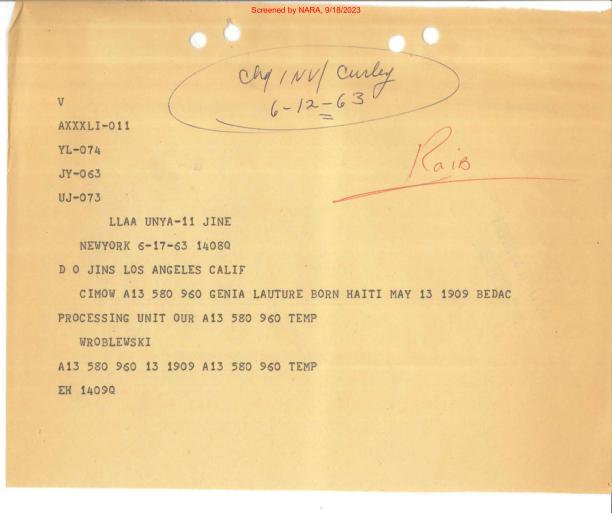 Screened by NARA, 9/18/2023
chg INV/ Curley
6-12-63
V
AXXXLI-011
YL-074
JY-063
UJ-073
LLAA UNYA-11 JINE
NEWYORK 6-17-63 1408Q
D O JINS LOS ANGELES CALIF
CIMOW A13 580 960 GENIA LAUTURE BORN HAITI MAY 13 1909 BEDAC
PROCESSING UNIT OUR A13 580 960 TEMP
WROBLEWSKI
A13 580 960 13 1909 A13 580 960 TEMP
EH 1409Q